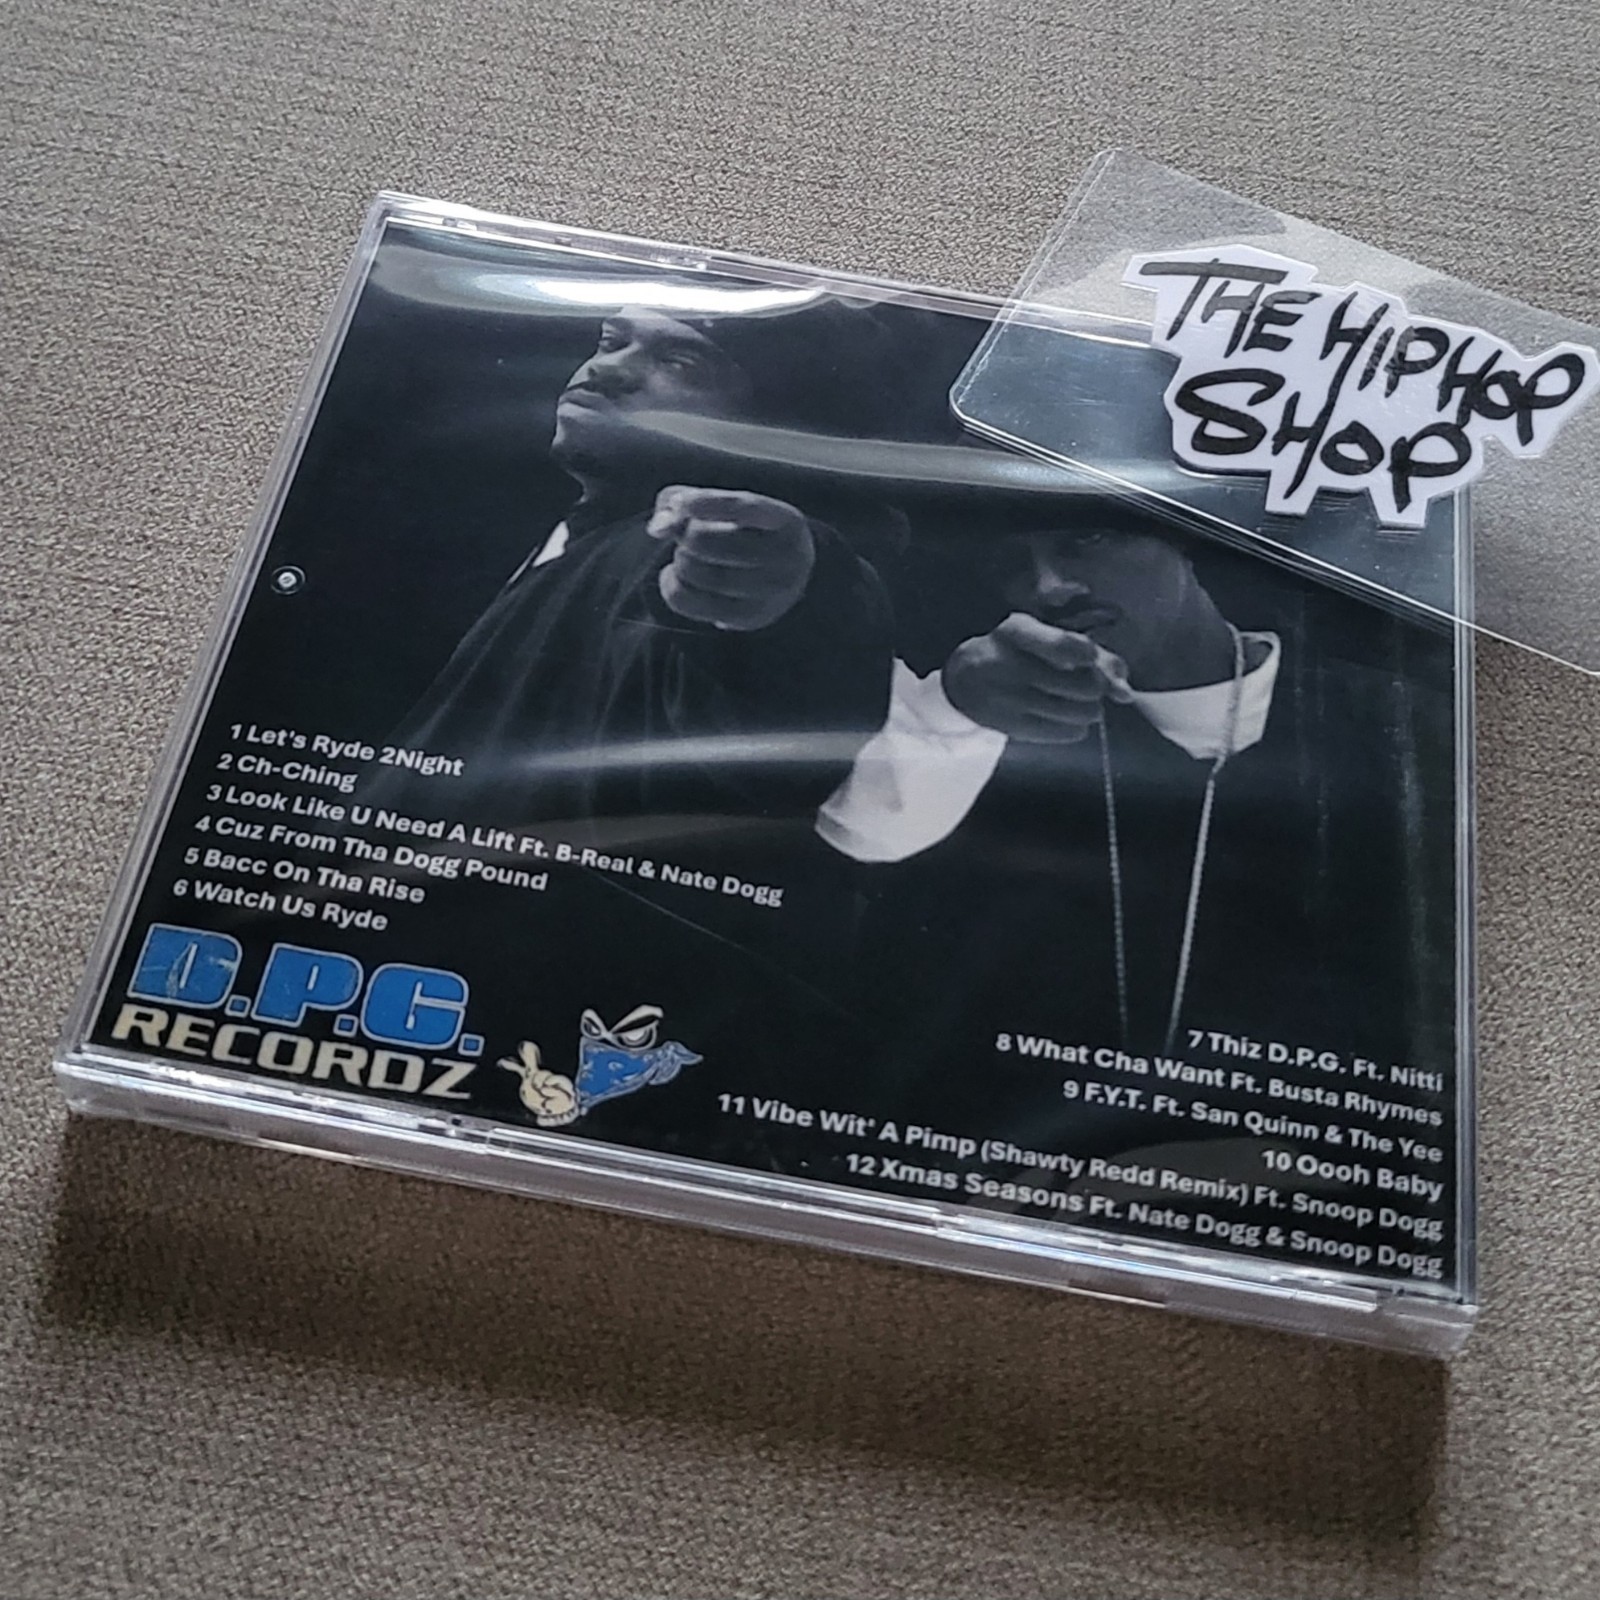 THE HIP HOP
SHOP
1 Let's Ryde 2Night
2 Ch-Ching
3 Look Like U Need A Lift Ft. B-Real & Nate Dogg
4 Cuz From Tha Dogg Pound
5 Bacc On Tha Rise
6 Watch Us Ryde
D.P.G.
RECORDZ
7 Thiz D.P.G. Ft. Nitti
8 What Cha Want Ft. Busta Rhymes
9 F.Y.T. Ft. San Quinn & The Yee
10 Oooh Baby
11 Vibe Wit' A Pimp (Shawty Redd Remix) Ft. Snoop Dogg
12 Xmas Seasons Ft. Nate Dogg & Snoop Dogg